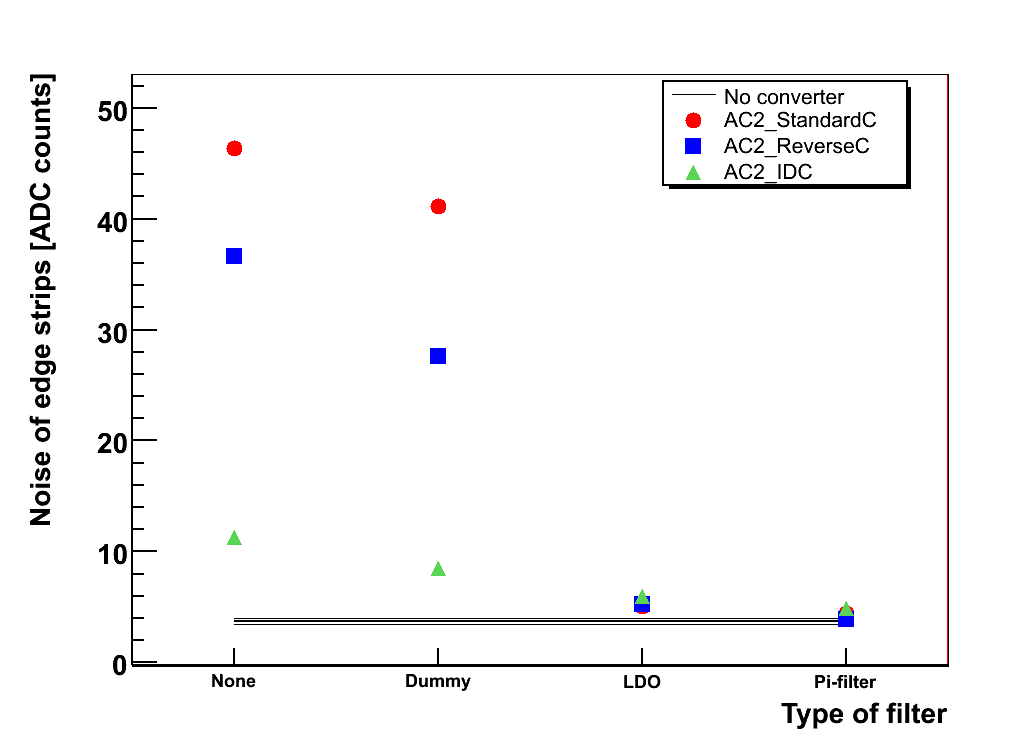 Noise of edge strips [ADC counts]
50
40
30
20
10
0
No converter
AC2_StandardC
AC2_ReverseC
AC2_IDC
None Dummy LDO Pi-filter
Type of filter